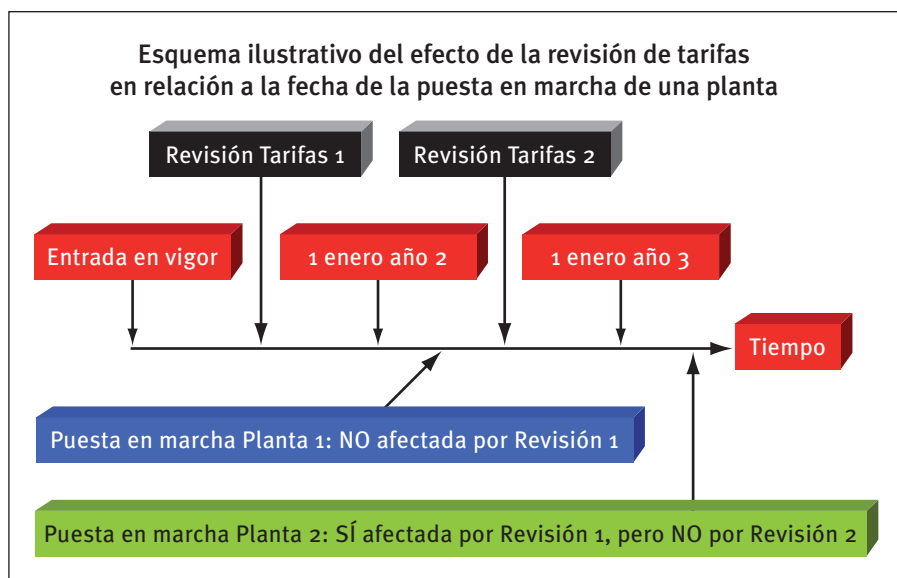 Esquema ilustrativo del efecto de la revisión de tarifas
en relación a la fecha de la puesta en marcha de una planta
Revisión Tarifas 1
Revisión Tarifas 2
Entrada en vigor
1 enero año 2
1 enero año 3
Tiempo
Puesta en marcha Planta 1: NO afectada por Revisión 1
Puesta en marcha Planta 2: SÍ afectada por Revisión 1, pero NO por Revisión 2